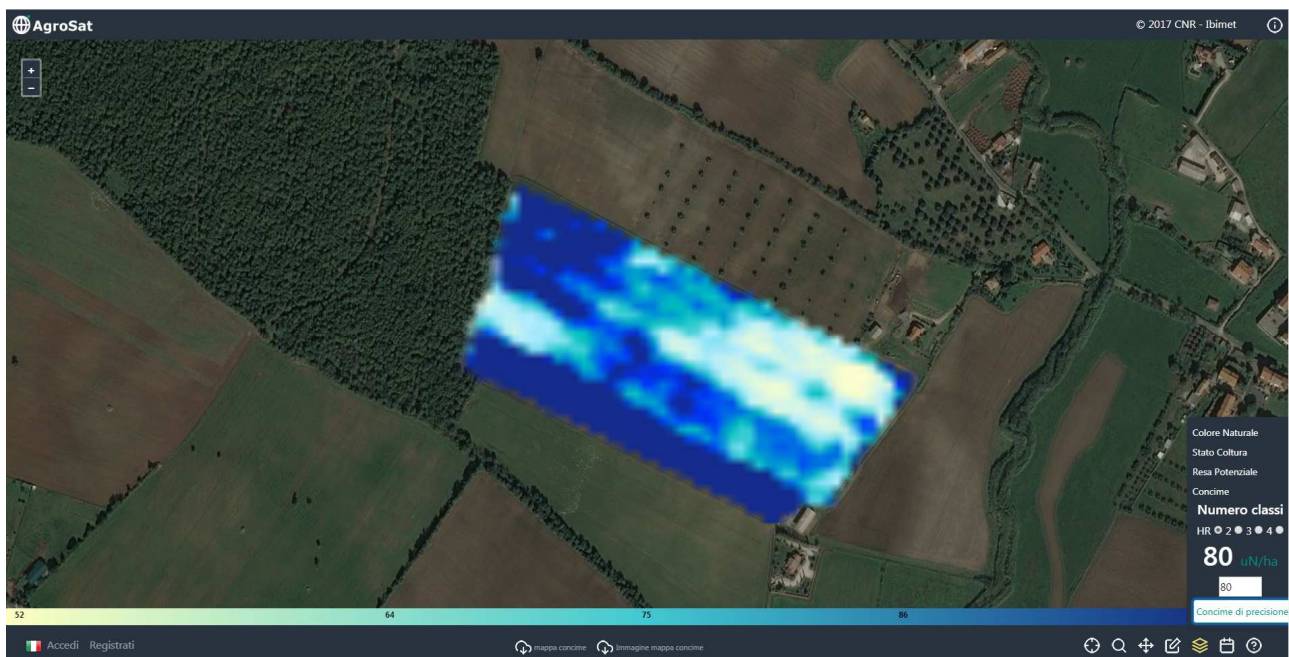 AgroSat
© 2017 CNR - Ibimet
+
−
Colore Naturale
Stato Coltura
Resa Potenziale
Concime
Numero classi
HR 2 3 4
80 uN/ha
80
Concime di precisione
52 64 75 86
Accedi Registrati
mappa concime Immagine mappa concime